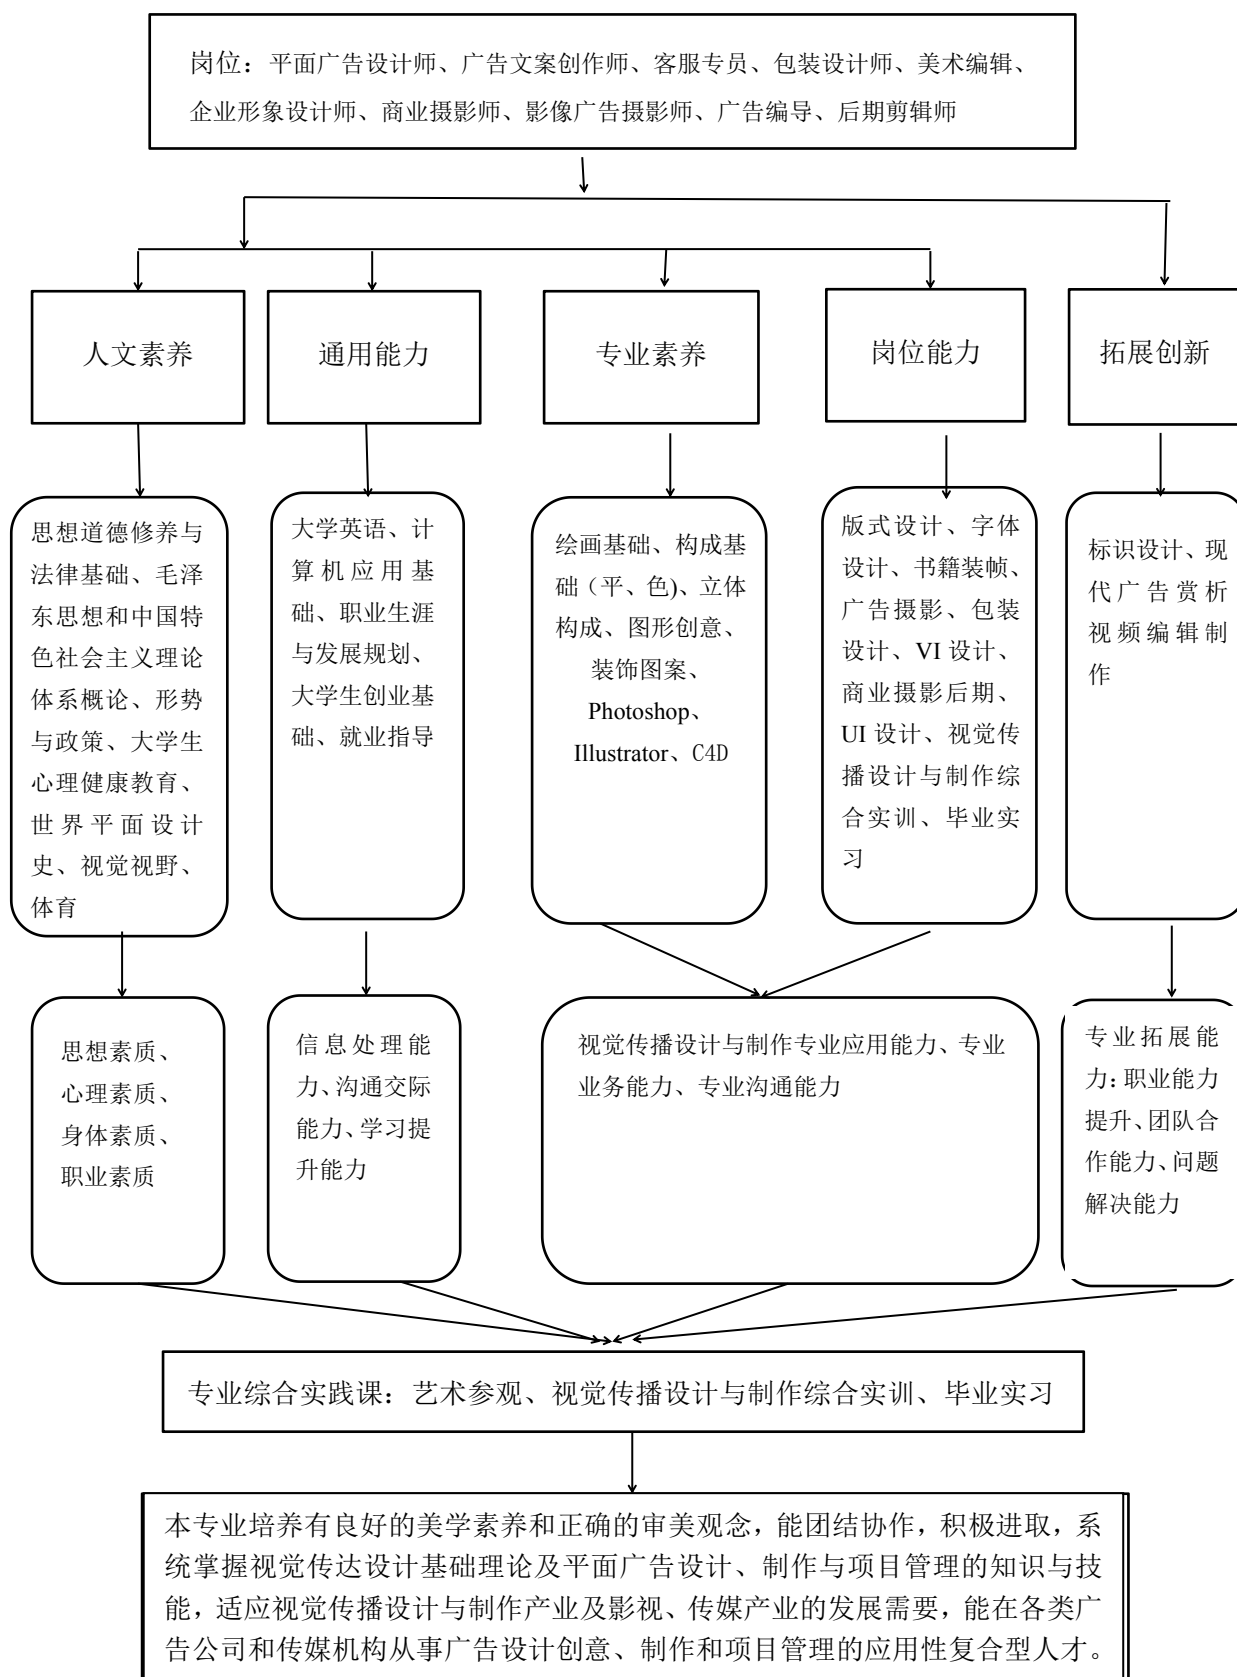 岗位：平面广告设计师、广告文案创作师、客服专员、包装设计师、美术编辑、
企业形象设计师、商业摄影师、影像广告摄影师、广告编导、后期剪辑师
人文素养
通用能力
专业素养
岗位能力
拓展创新
思想道德修养与
法律基础、毛泽
东思想和中国特
色社会主义理论
体系概论、形势
与政策、大学生
心理健康教育、
世界平面设计
史、视觉视野、
体育
大学英语、计
算机应用基
础、职业生涯
与发展规划、
大学生创业基
础、就业指导
绘画基础、构成基
础（平、色)、立体
构成、图形创意、
装饰图案、
Photoshop、
Illustrator、C4D
版式设计、字体
设计、书籍装帧、
广告摄影、包装
设计、VI 设计、
商业摄影后期、
UI 设计、视觉传
播设计与制作综
合实训、毕业实
习
标识设计、现
代广告赏析
视频编辑制
作
思想素质、
心理素质、
身体素质、
职业素质
信息处理能
力、沟通交际
能力、学习提
升能力
视觉传播设计与制作专业应用能力、专业
业务能力、专业沟通能力
专业拓展能
力：职业能力
提升、团队合
作能力、问题
解决能力
专业综合实践课：艺术参观、视觉传播设计与制作综合实训、毕业实习
本专业培养有良好的美学素养和正确的审美观念，能团结协作，积极进取，系
统掌握视觉传达设计基础理论及平面广告设计、制作与项目管理的知识与技
能，适应视觉传播设计与制作产业及影视、传媒产业的发展需要，能在各类广
告公司和传媒机构从事广告设计创意、制作和项目管理的应用性复合型人才。